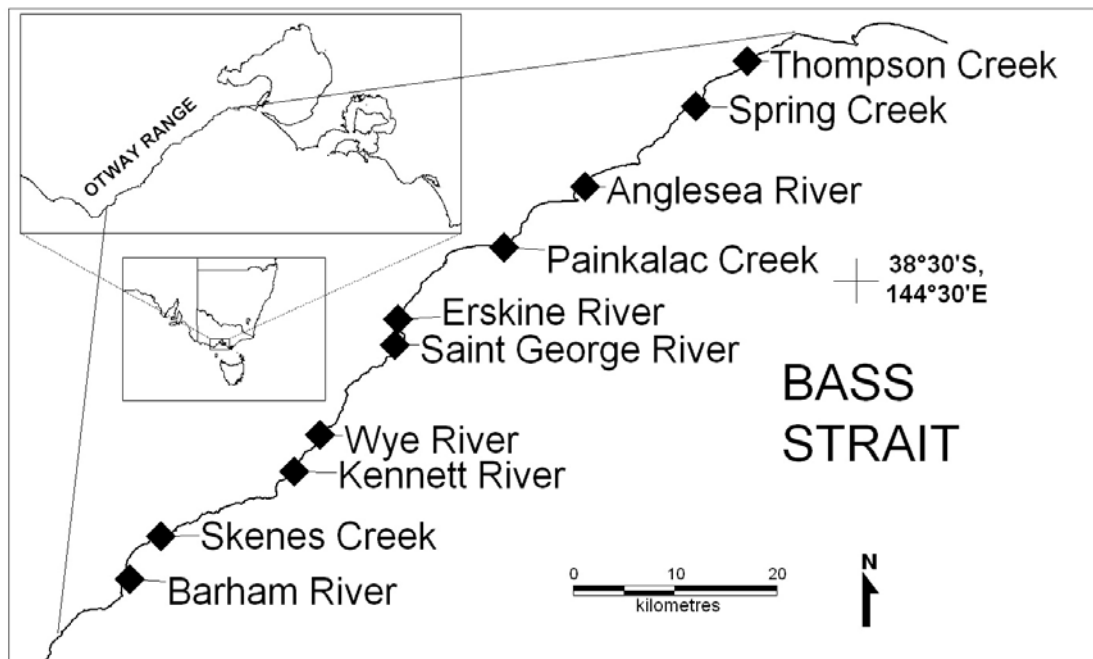 OTWAY RANGE
Thompson Creek
Spring Creek
Anglesea River
Painkalac Creek
38°30'S,
144°30'E
Erskine River
Saint George River
BASS
STRAIT
Wye River
Kennett River
Skenes Creek
Barham River
0 10 20
kilometres
N